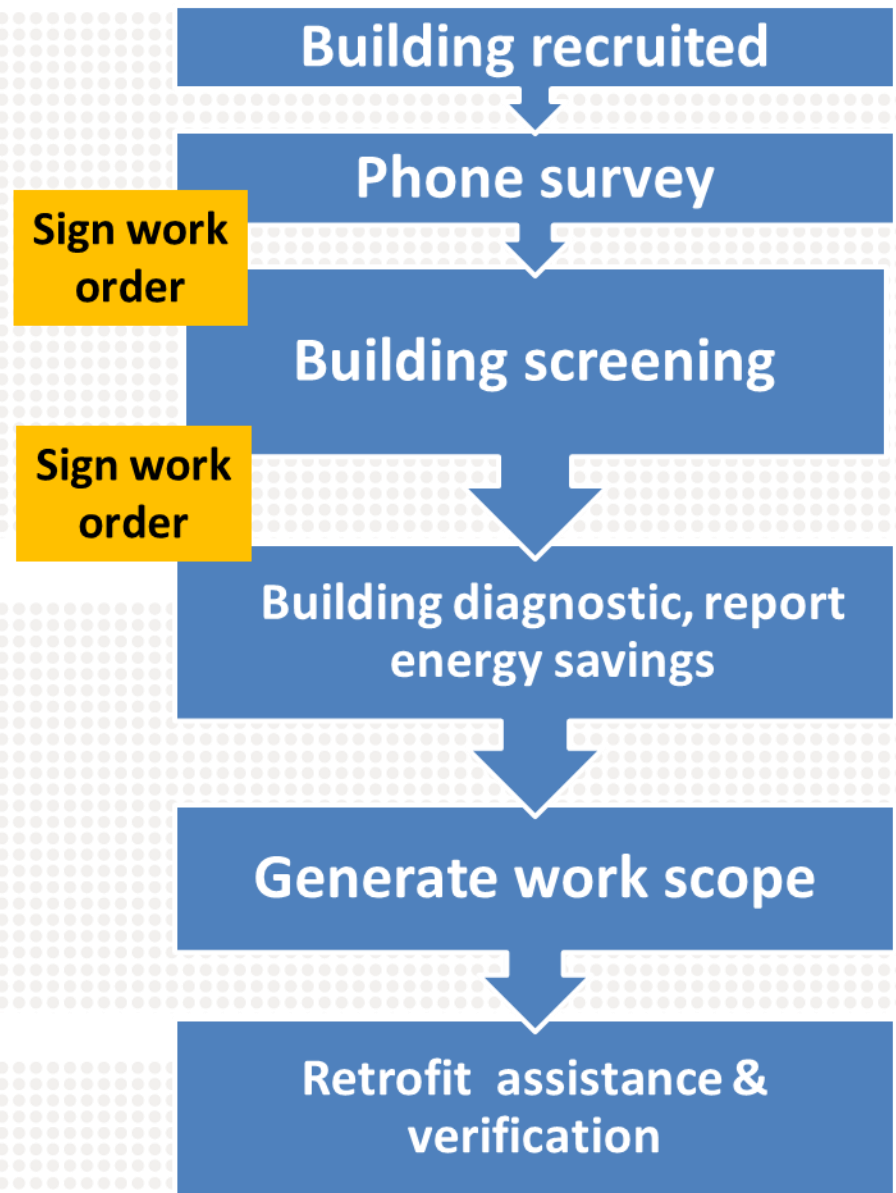 Building recruited
Phone survey
Sign work
order
Building screening
Sign work
order
Building diagnostic, report
energy savings
Generate work scope
Retrofit assistance &
verification